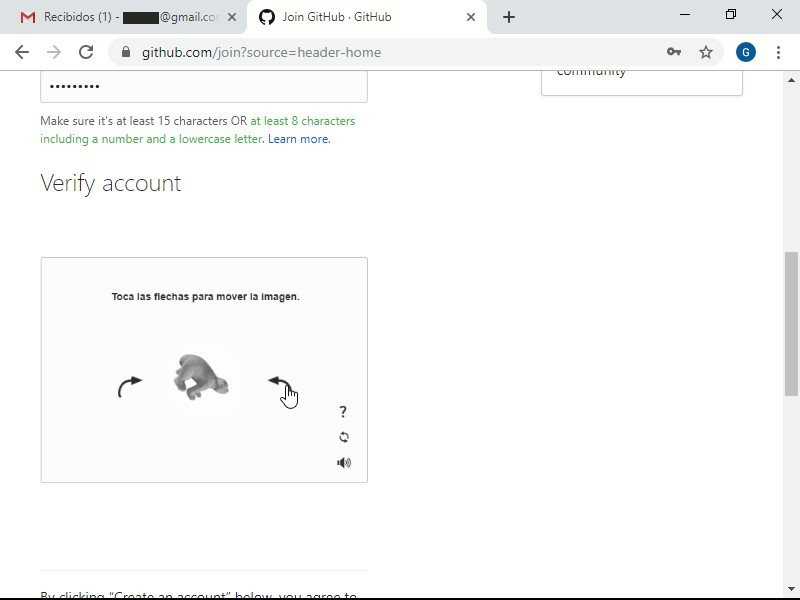 Recibidos (1) -
@gmail.co
Join GitHub · GitHub
github.com/join?source=header-home
G
community
•••••••••
Make sure it's at least 15 characters OR at least 8 characters
including a number and a lowercase letter. Learn more.
Verify account
Toca las flechas para mover la imagen.
?
By clicking “Create an account” below, you agree to